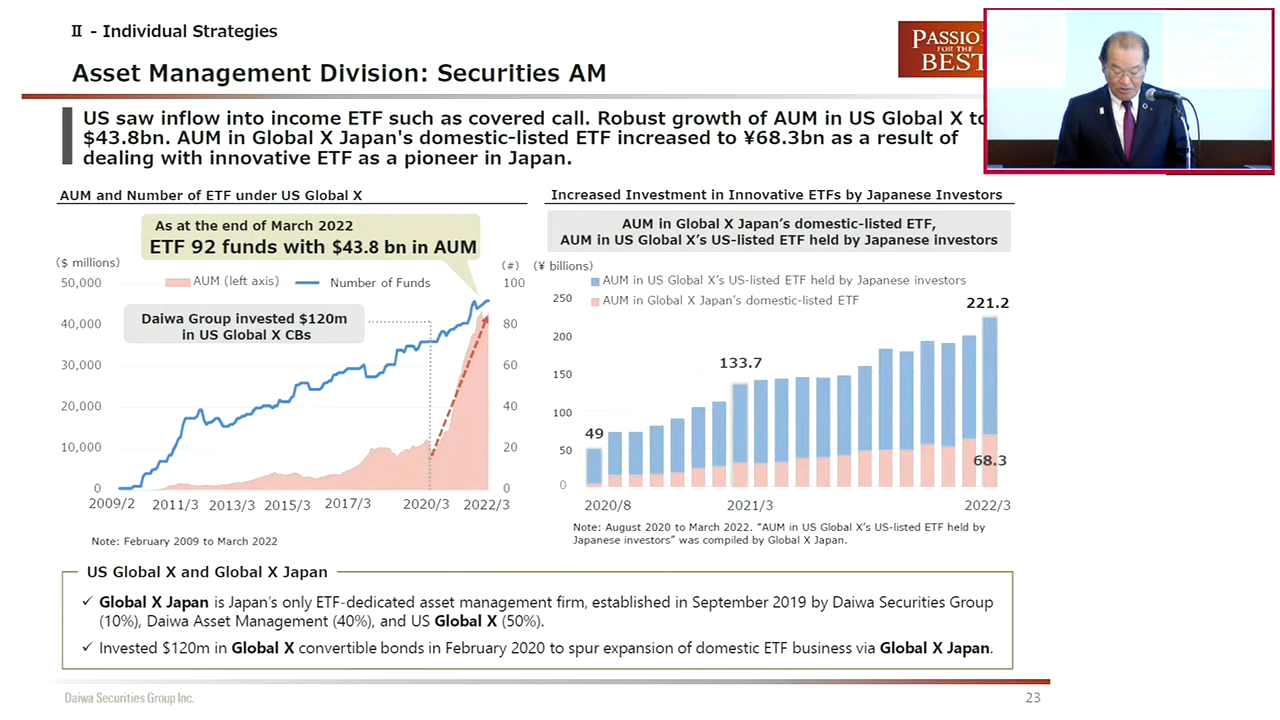 Ⅱ - Individual Strategies
Asset Management Division: Securities AM
PASSIO
FOR THE
BEST
US saw inflow into income ETF such as covered call. Robust growth of AUM in US Global X to
$43.8bn. AUM in Global X Japan's domestic-listed ETF increased to ¥68.3bn as a result of
dealing with innovative ETF as a pioneer in Japan.
AUM and Number of ETF under US Global X
As at the end of March 2022
ETF 92 funds with $43.8 bn in AUM
($ millions)
(#)
50,000
AUM (left axis)
Number of Funds
100
Daiwa Group invested $120m
in US Global X CBs
40,000
80
30,000
60
20,000
40
10,000
20
0
0
2009/2 2011/3 2013/3 2015/3 2017/3 2020/3 2022/3
Note: February 2009 to March 2022
Increased Investment in Innovative ETFs by Japanese Investors
AUM in Global X Japan's domestic-listed ETF,
AUM in US Global X's US-listed ETF held by Japanese investors
(¥ billions)
AUM in US Global X's US-listed ETF held by Japanese investors
AUM in Global X Japan's domestic-listed ETF
250
221.2
200
150
133.7
100
49
50
68.3
0
2020/8 2021/3 2022/3
Note: August 2020 to March 2022. "AUM in US Global X's US-listed ETF held by
Japanese investors" was compiled by Global X Japan.
US Global X and Global X Japan
✓ Global X Japan is Japan's only ETF-dedicated asset management firm, established in September 2019 by Daiwa Securities Group
(10%), Daiwa Asset Management (40%), and US Global X (50%).
✓ Invested $120m in Global X convertible bonds in February 2020 to spur expansion of domestic ETF business via Global X Japan.
Daiwa Securities Group Inc.
23